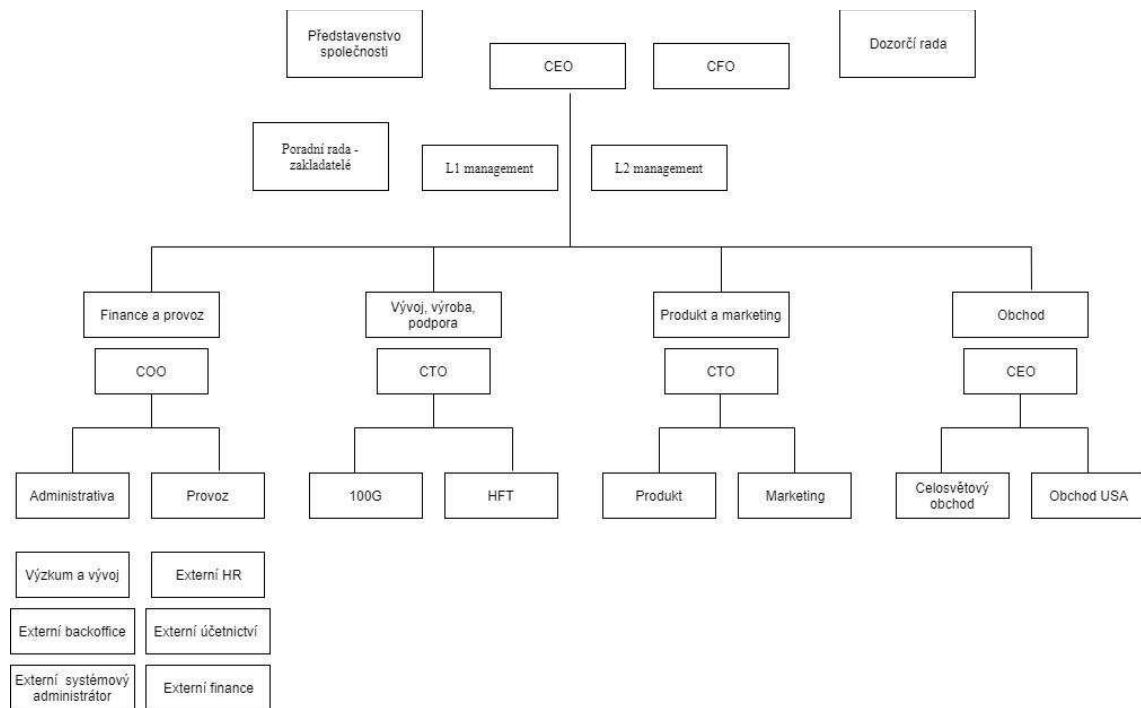 Představenstvo
společnosti
CEO
CFO
Dozorčí rada
Poradní rada -
zakladatelé
L1 management
L2 management
Finance a provoz
Vývoj, výroba,
podpora
Produkt a marketing
Obchod
COO
CTO
CTO
CEO
Administrativa
Provoz
100G
HFT
Produkt
Marketing
Celosvětový
obchod
Obchod USA
Výzkum a vývoj
Externí HR
Externí backoffice
Externí účetnictví
Externí systémový
administrátor
Externí finance